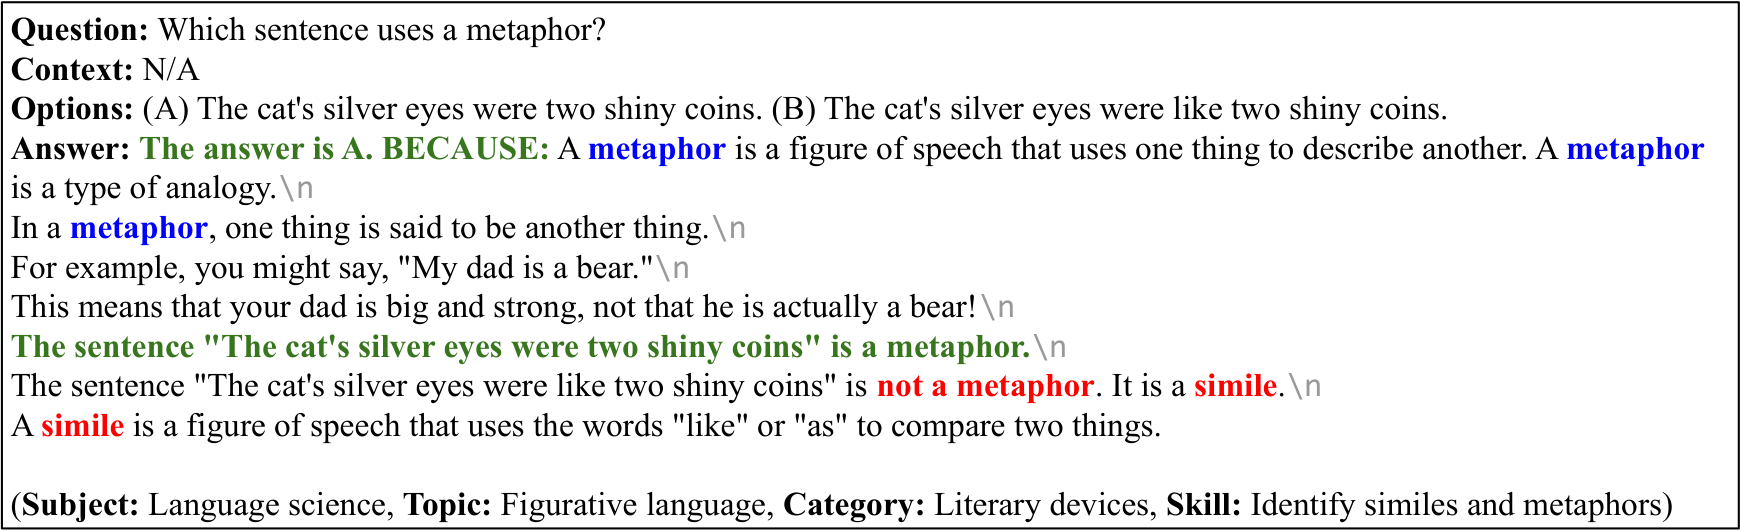 Question: Which sentence uses a metaphor?
Context: N/A
Options: (A) The cat's silver eyes were two shiny coins. (B) The cat's silver eyes were like two shiny coins.
Answer: The answer is A. BECAUSE: A metaphor is a figure of speech that uses one thing to describe another. A metaphor
is a type of analogy.\n
In a metaphor, one thing is said to be another thing.\n
For example, you might say, "My dad is a bear."\n
This means that your dad is big and strong, not that he is actually a bear!\n
The sentence "The cat's silver eyes were two shiny coins" is a metaphor.\n
The sentence "The cat's silver eyes were like two shiny coins" is not a metaphor. It is a simile.\n
A simile is a figure of speech that uses the words "like" or "as" to compare two things.
(Subject: Language science, Topic: Figurative language, Category: Literary devices, Skill: Identify similes and metaphors)